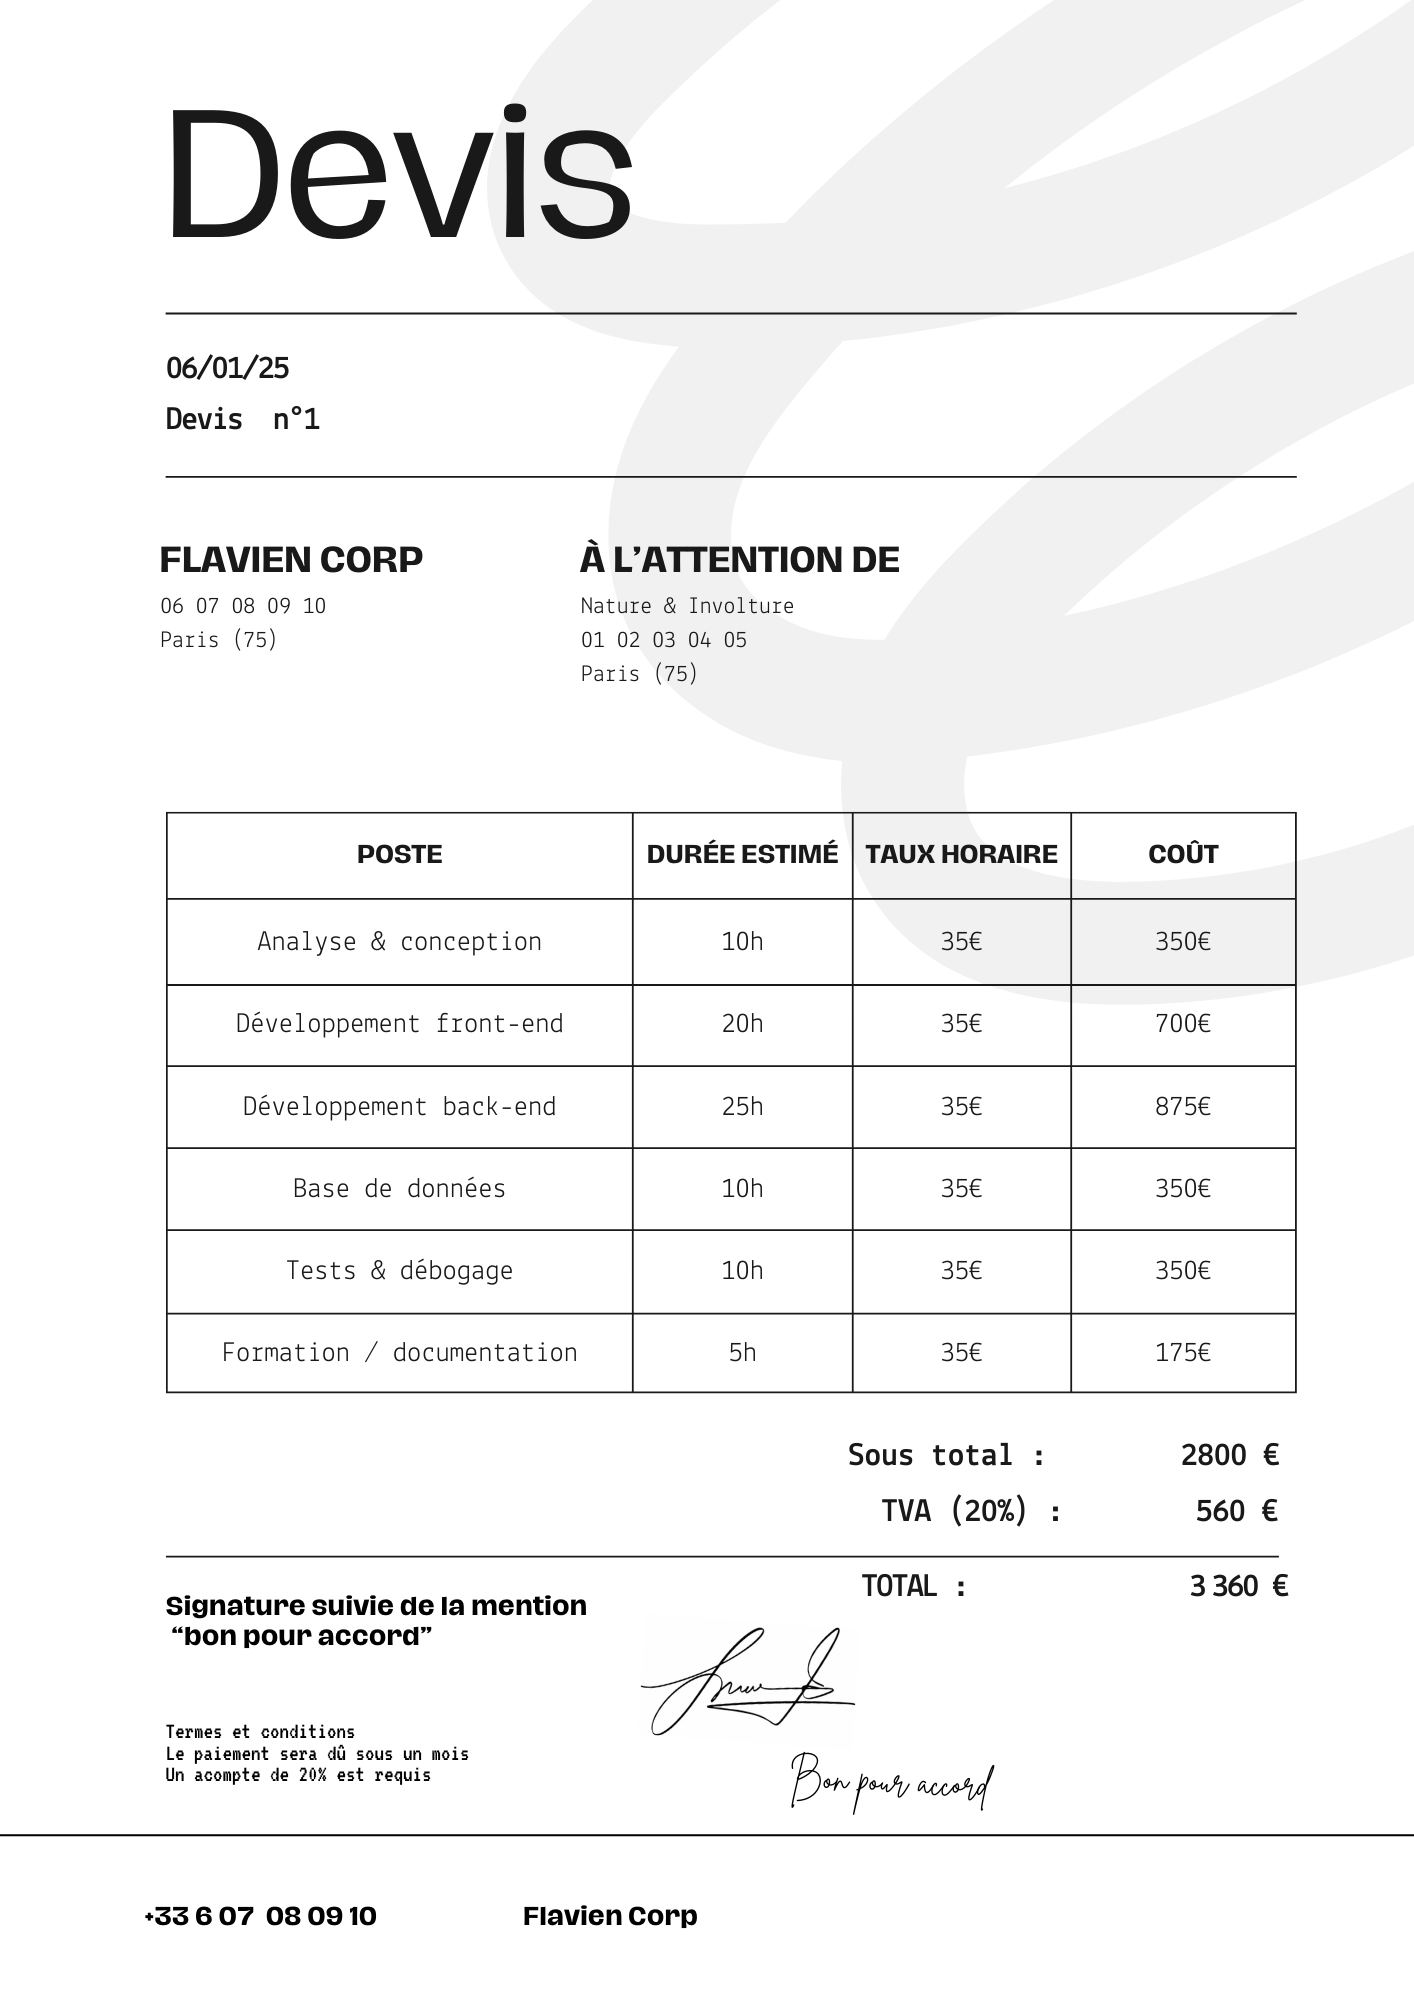 Devis
06/01/25
Devis n°1
FLAVIEN CORP
06 07 08 09 10
Paris (75)
À L’ATTENTION DE
Nature & Involture
01 02 03 04 05
Paris (75)
POSTE DURÉE ESTIMÉ TAUX HORAIRE COÛT
Analyse & conception 10h 35€ 350€
Développement front-end 20h 35€ 700€
Développement back-end 25h 35€ 875€
Base de données 10h 35€ 350€
Tests & débogage 10h 35€ 350€
Formation / documentation 5h 35€ 175€
Sous total : 2800 €
TVA (20%) : 560 €
TOTAL : 3 360 €
Signature suivie de la mention
“bon pour accord”
Termes et conditions
Le paiement sera dû sous un mois
Un acompte de 20% est requis
Bon pour accord
+33 6 07 08 09 10 Flavien Corp